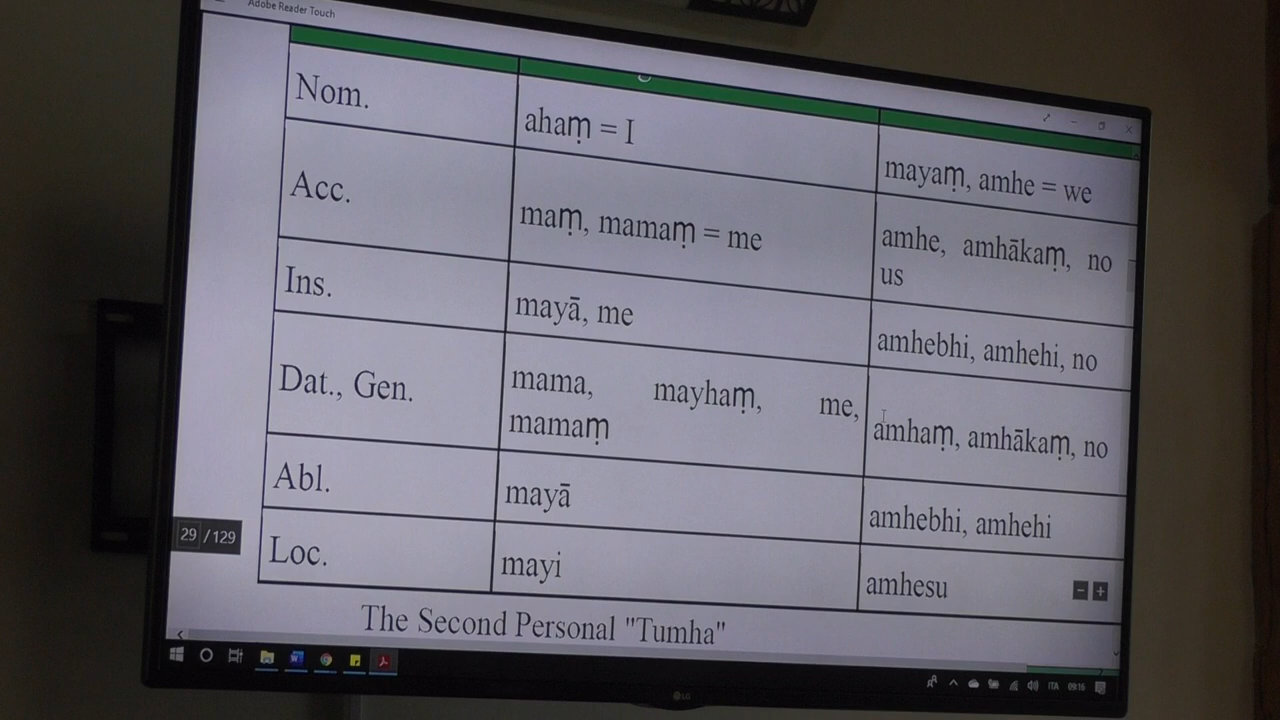 Adobe Reader Touch
Nom.
ahaṃ = I
mayaṃ, amhe = we
Acc.
maṃ, mamaṃ = me
amhe, amhākaṃ, no
us
Ins.
mayā, me
amhebhi, amhehi, no
Dat., Gen.
mama, mayhaṃ, me,
mamaṃ
amhaṃ, amhākaṃ, no
Abl.
mayā
amhebhi, amhehi
Loc.
mayi
amhesu
29 / 129
The Second Personal "Tumha"
ITA 09:16
LG